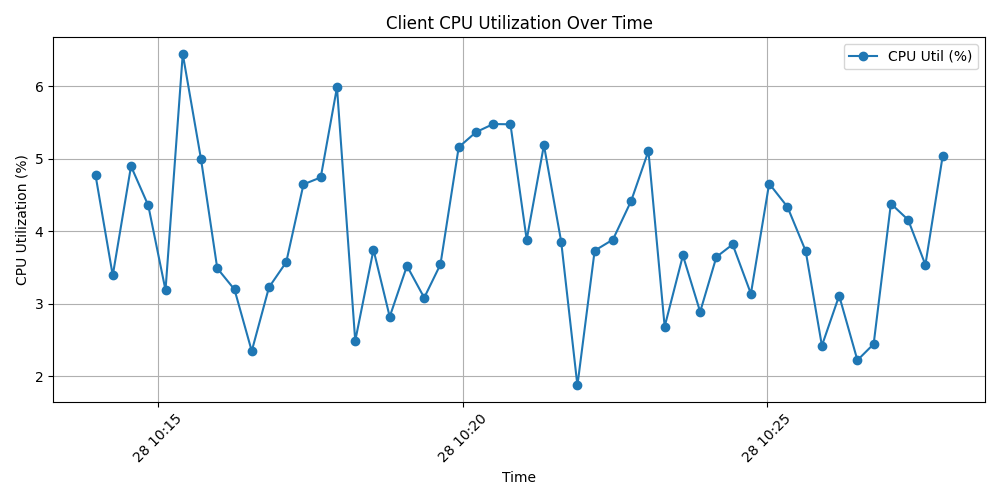 Client CPU Utilization Over Time
CPU Util (%)
CPU Utilization (%)
6
5
4
3
2
28 10:15
28 10:20
28 10:25
Time